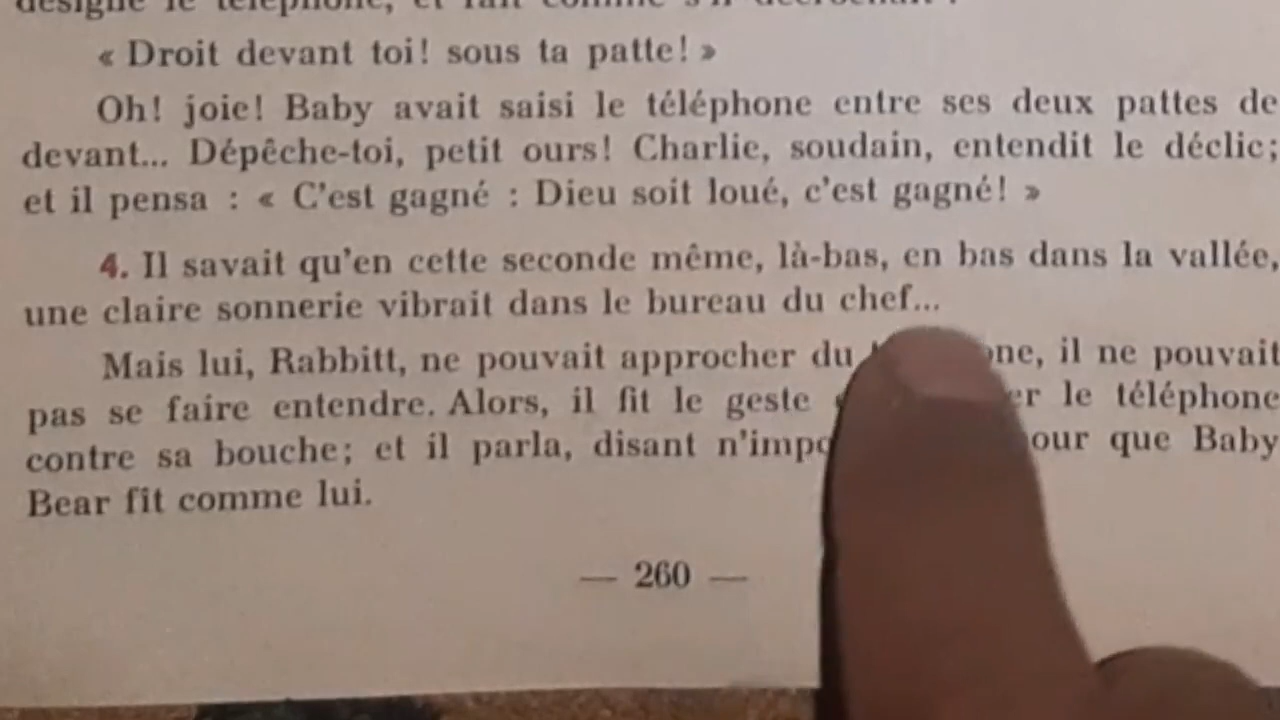 désigne le téléphone, et fait comme s'il décrochait :
« Droit devant toi! sous ta patte! »
Oh! joie! Baby avait saisi le téléphone entre ses deux pattes de
devant... Dépêche-toi, petit ours! Charlie, soudain, entendit le déclic;
et il pensa : « C'est gagné : Dieu soit loué, c'est gagné! »
4. Il savait qu'en cette seconde même, là-bas, en bas dans la vallée,
une claire sonnerie vibrait dans le bureau du chef...
Mais lui, Rabbitt, ne pouvait approcher du one, il ne pouvait
pas se faire entendre. Alors, il fit le geste er le téléphone
contre sa bouche; et il parla, disant n'impo our que Baby
Bear fit comme lui.
— 260 —